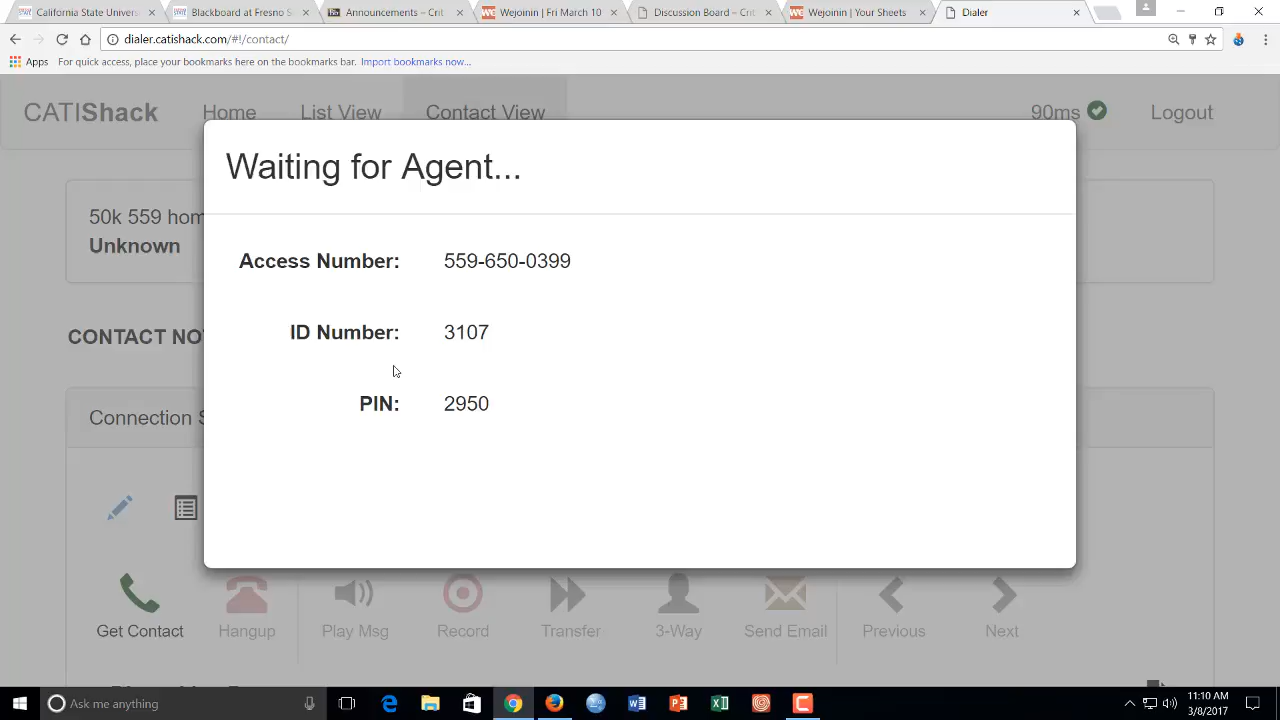 California State Univers
Blackboard at Fresno S
Announcements – Crit
Wejoinin | Fri March 10
Discussion Board – Crit
Wejoinin | Your Sheets
Dialer
dialer.catishack.com/#!/contact/
Apps For quick access, place your bookmarks here on the bookmarks bar. Import bookmarks now...
CATIShack Home List View Contact View 90ms Logout
Waiting for Agent...
50k 559 hom
Unknown
Access Number: 559-650-0399
ID Number: 3107
CONTACT NO
PIN: 2950
Connection S
Get Contact Hangup Play Msg Record Transfer 3-Way Send Email Previous Next
Ask me anything
11:10 AM
3/8/2017